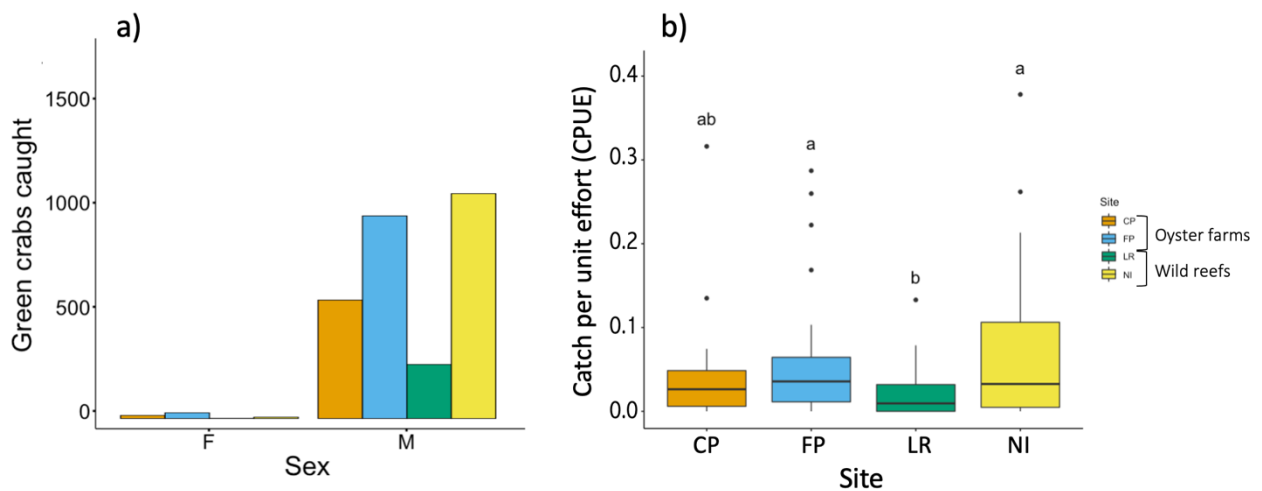 a)
Green crabs caught
1500
1000
500
0
F
M
Sex
b)
Catch per unit effort (CPUE)
0.4
0.3
0.2
0.1
0.0
ab
a
b
a
CP
FP
LR
NI
Site
Site
CP
FP
LR
NI
Oyster farms
Wild reefs